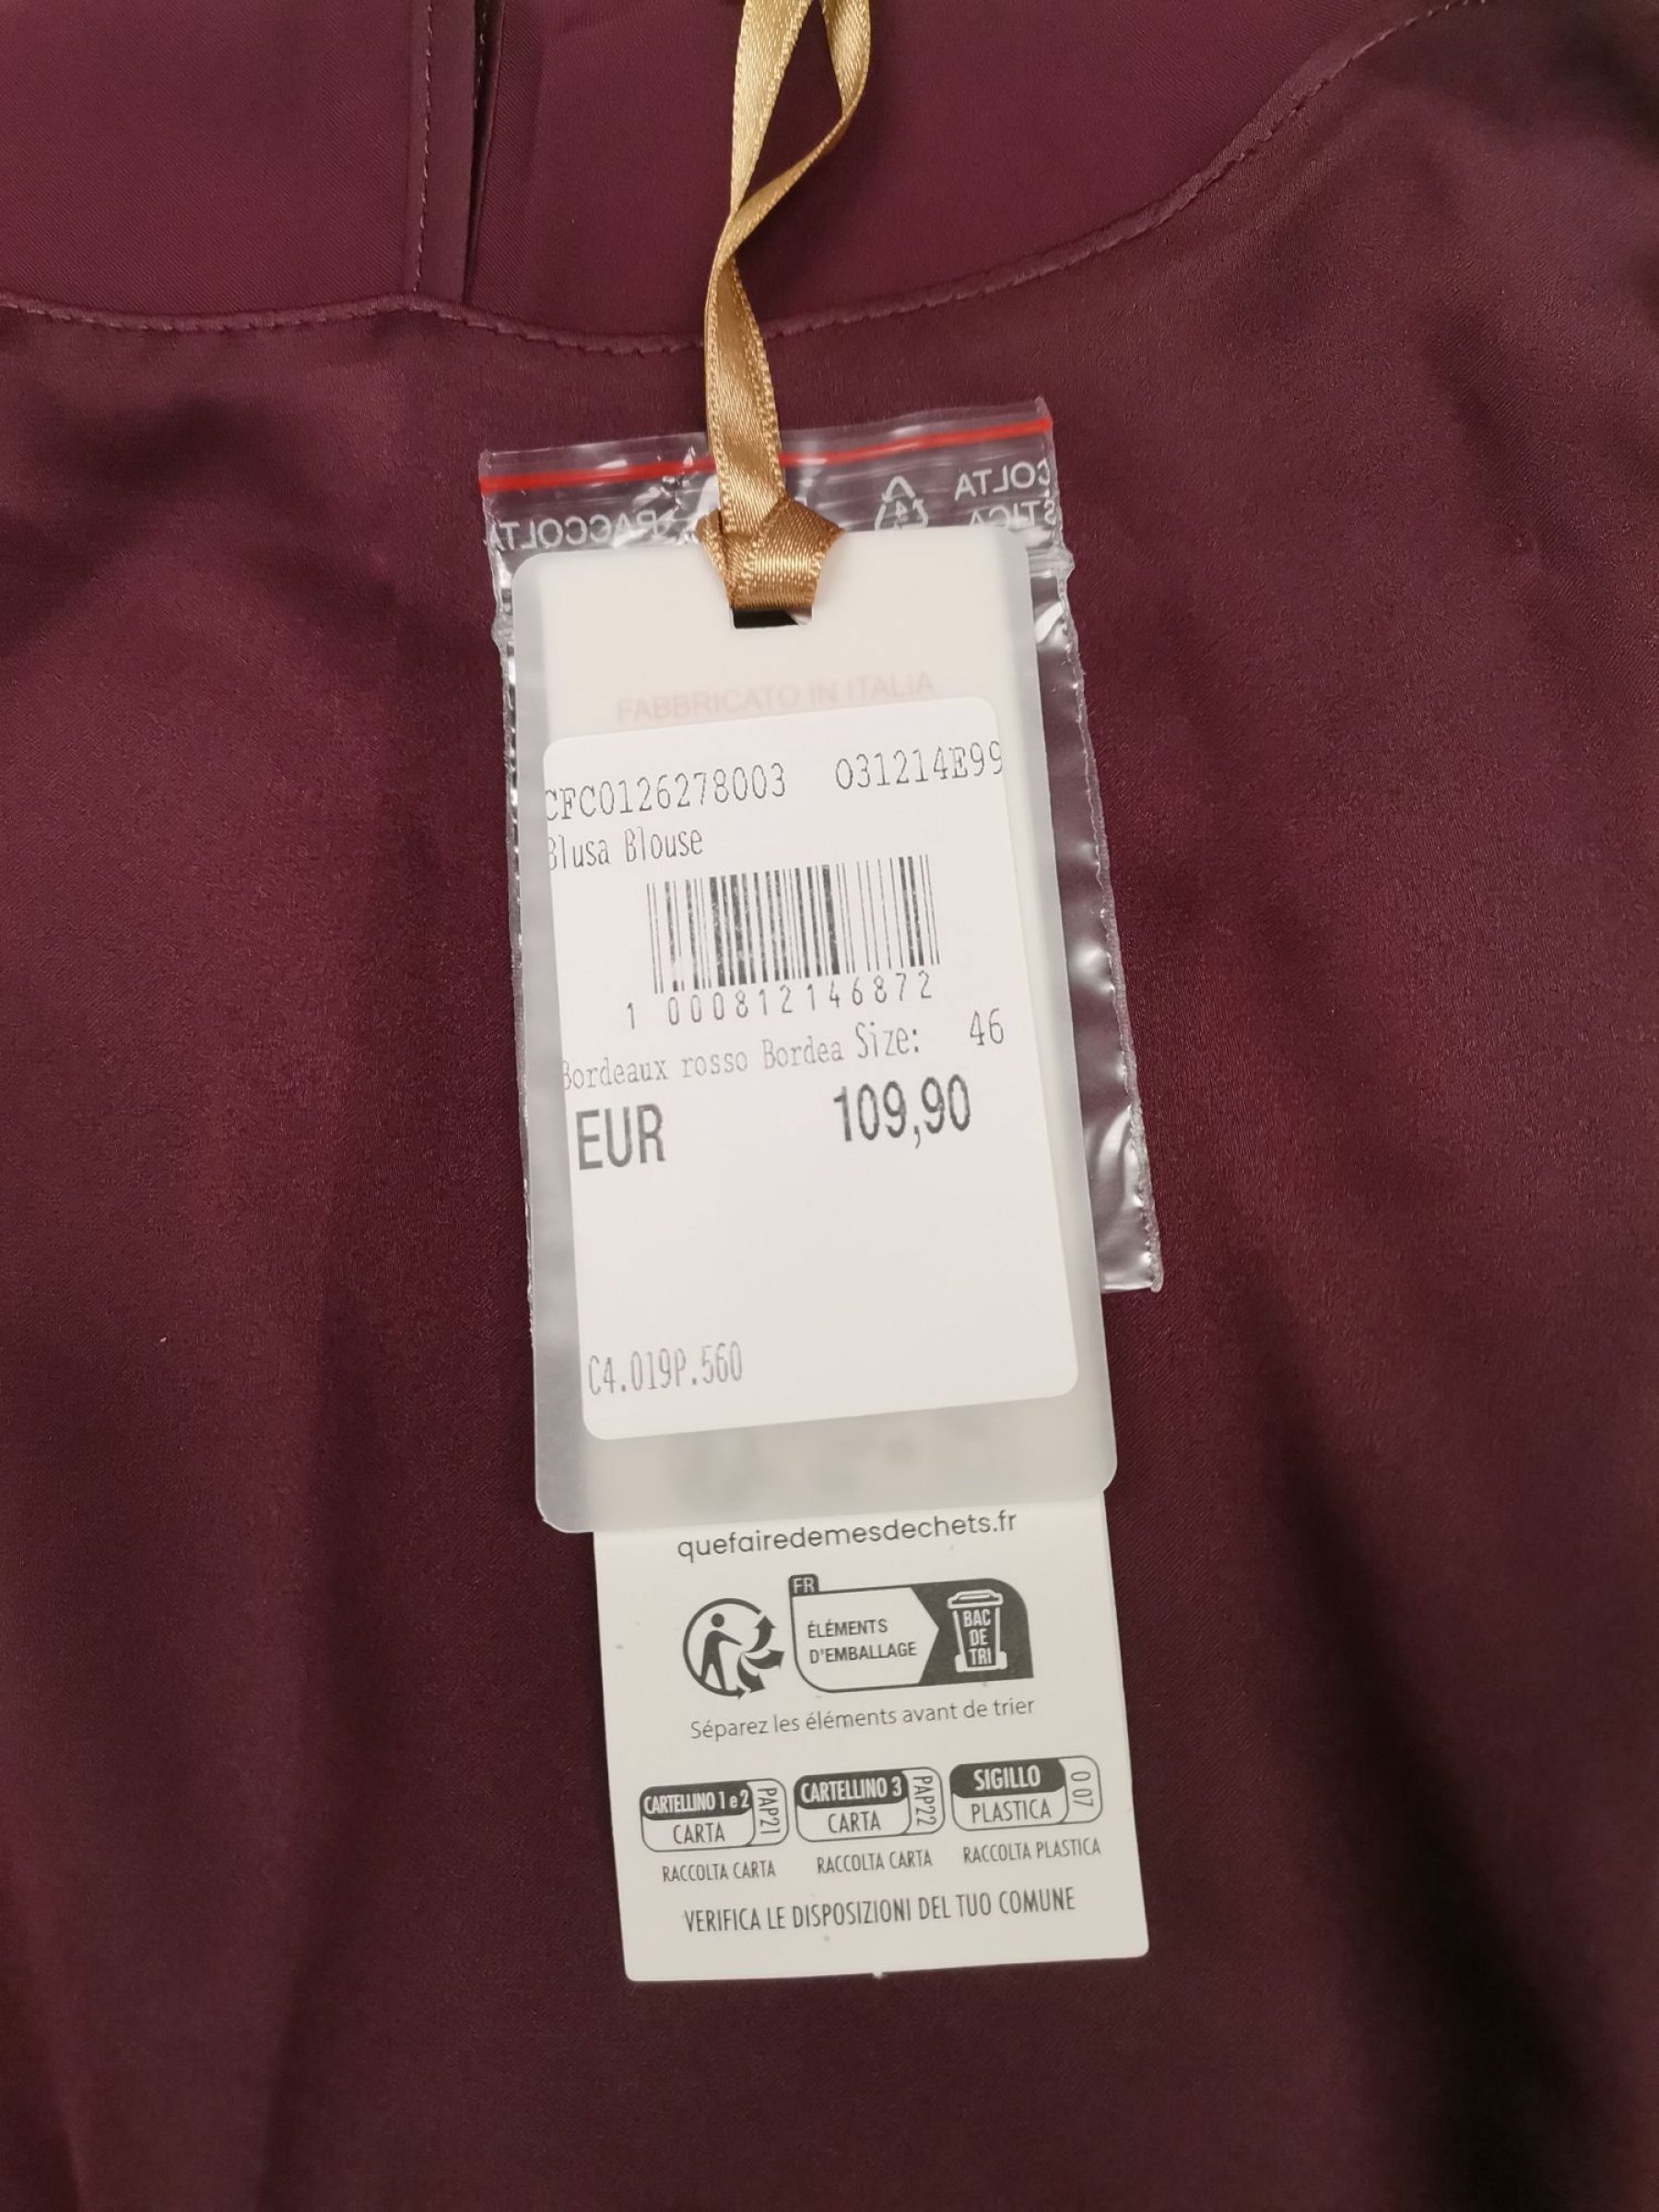 RACCOLTA
FABBRICATO IN ITALIA
CFC0126278003 031214E99
Blusa Blouse
1 000812146872
Bordeaux rosso Bordea Size: 46
EUR 109,90
C4.019P.560
quefairedemesdechets.fr
FR
ÉLÉMENTS
D'EMBALLAGE
BAC
DE
TRI
Séparez les éléments avant de trier
CARTELLINO 1 e 2 PAP21
CARTA
RACCOLTA CARTA
CARTELLINO 3 PAP22
CARTA
RACCOLTA CARTA
SIGILLO 0 07
PLASTICA
RACCOLTA PLASTICA
VERIFICA LE DISPOSIZIONI DEL TUO COMUNE